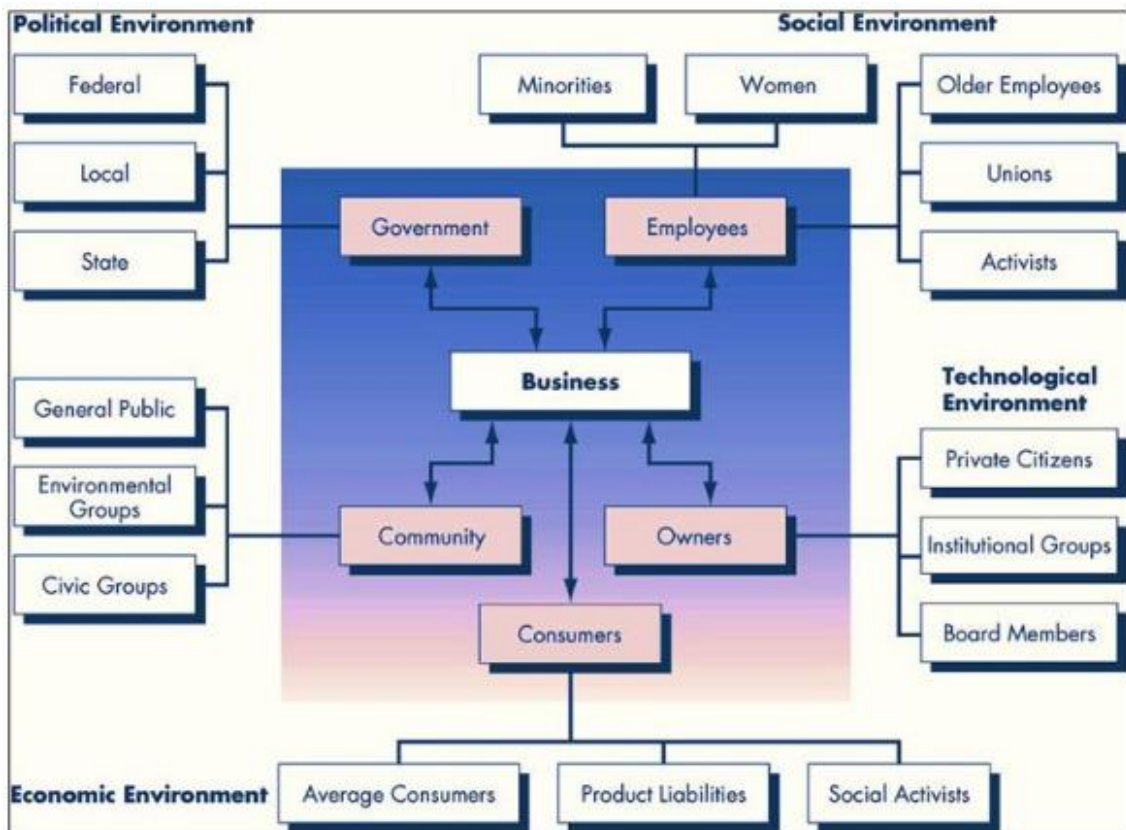 Political Environment
Social Environment
Federal
Minorities
Women
Older Employees
Local
Unions
Government
Employees
State
Activists
Business
Technological
Environment
General Public
Private Citizens
Environmental
Groups
Community
Owners
Institutional Groups
Civic Groups
Consumers
Board Members
Economic Environment
Average Consumers
Product Liabilities
Social Activists